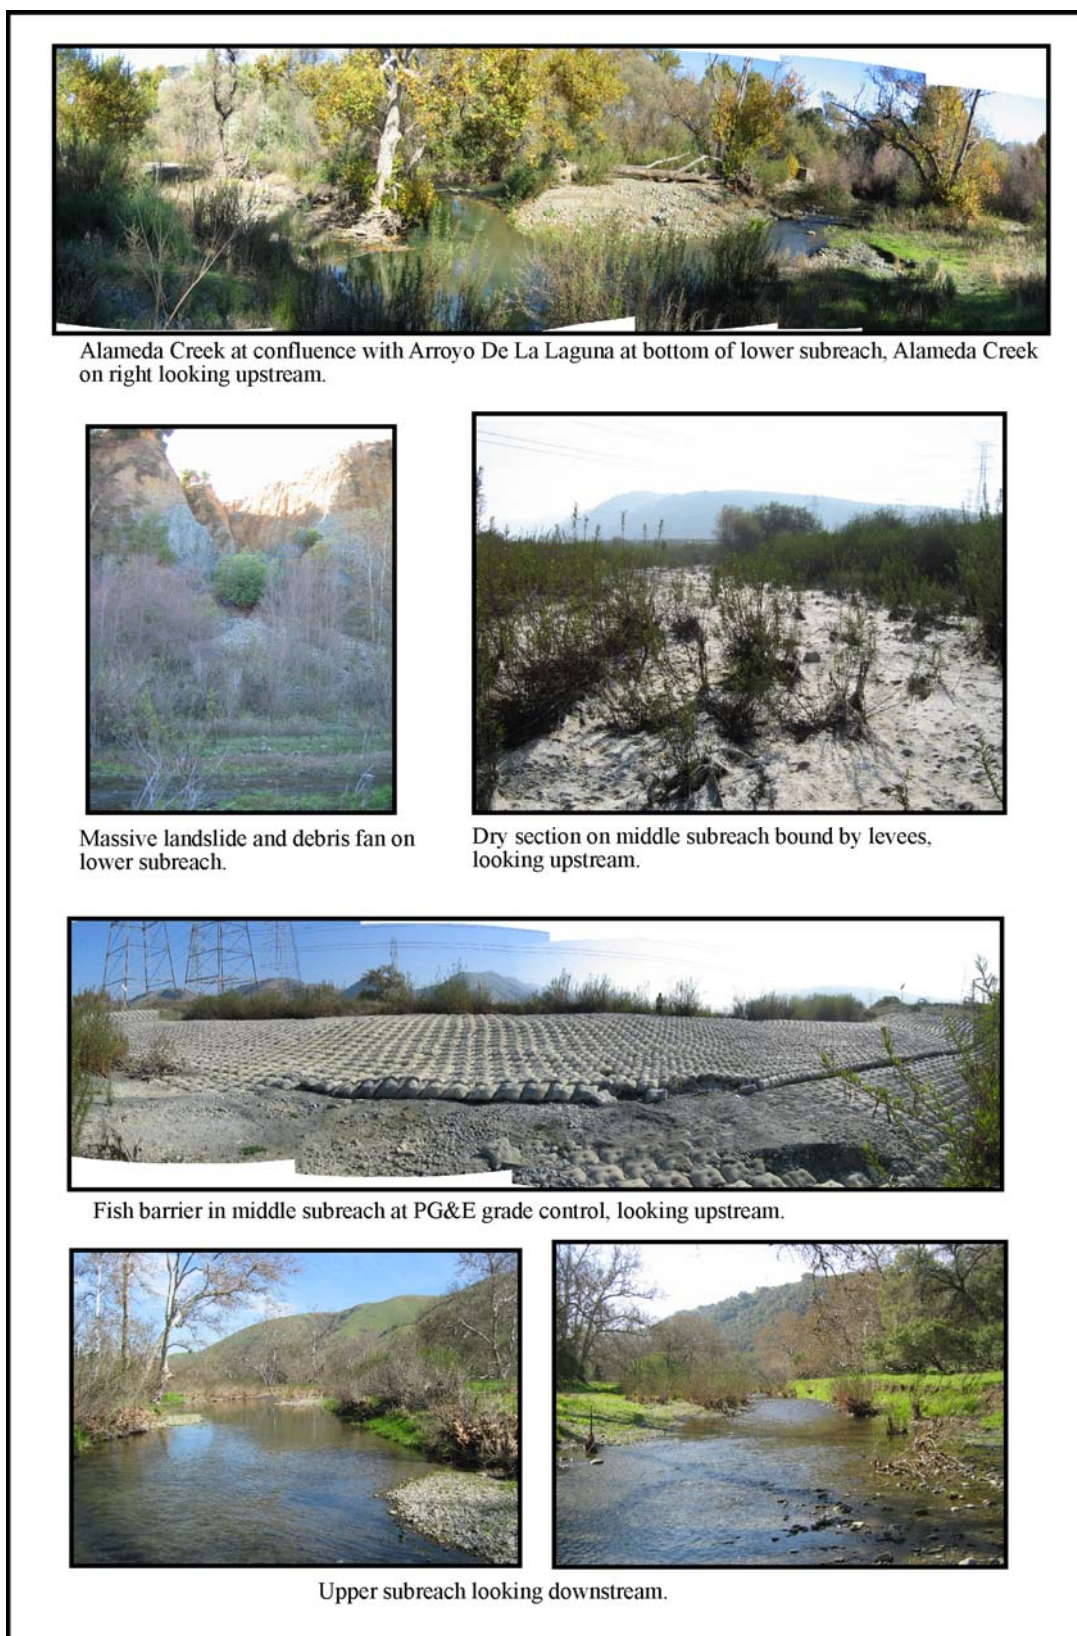 Alameda Creek at confluence with Arroyo De La Laguna at bottom of lower subreach, Alameda Creek
on right looking upstream.
Massive landslide and debris fan on
lower subreach.
Dry section on middle subreach bound by levees,
looking upstream.
Fish barrier in middle subreach at PG&E grade control, looking upstream.
Upper subreach looking downstream.